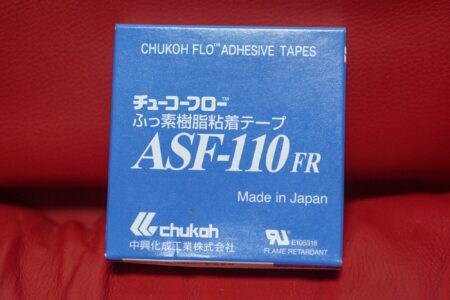 CHUKOH FLO™ ADHESIVE TAPES
チューコーフロー™
ふっ素樹脂粘着テープ
ASF-110 FR
Made in Japan
chukoh
中興化成工業株式会社
E105318
FLAME RETARDANT